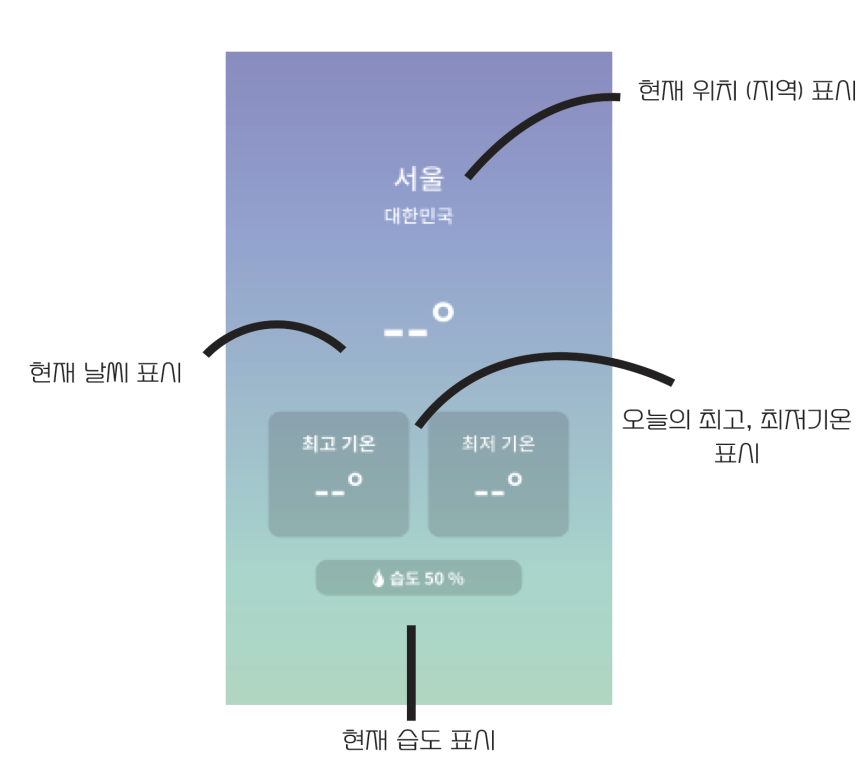 현재 위치 (지역) 표시
서울
대한민국
--°
현재 날씨 표시
오늘의 최고, 최저기온
표시
최고 기온
--°
최저 기온
--°
습도 50 %
현재 습도 표시